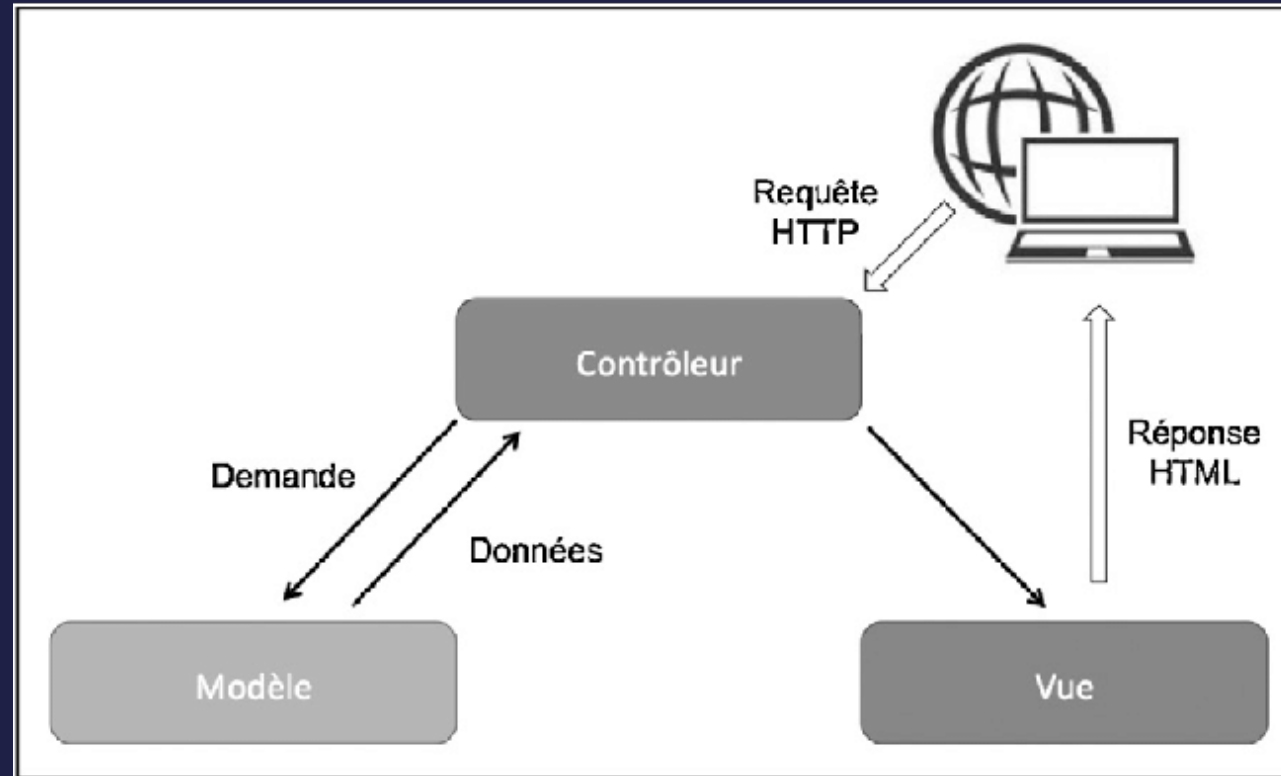 Requête
HTTP
Contrôleur
Demande
Données
Réponse
HTML
Modèle
Vue